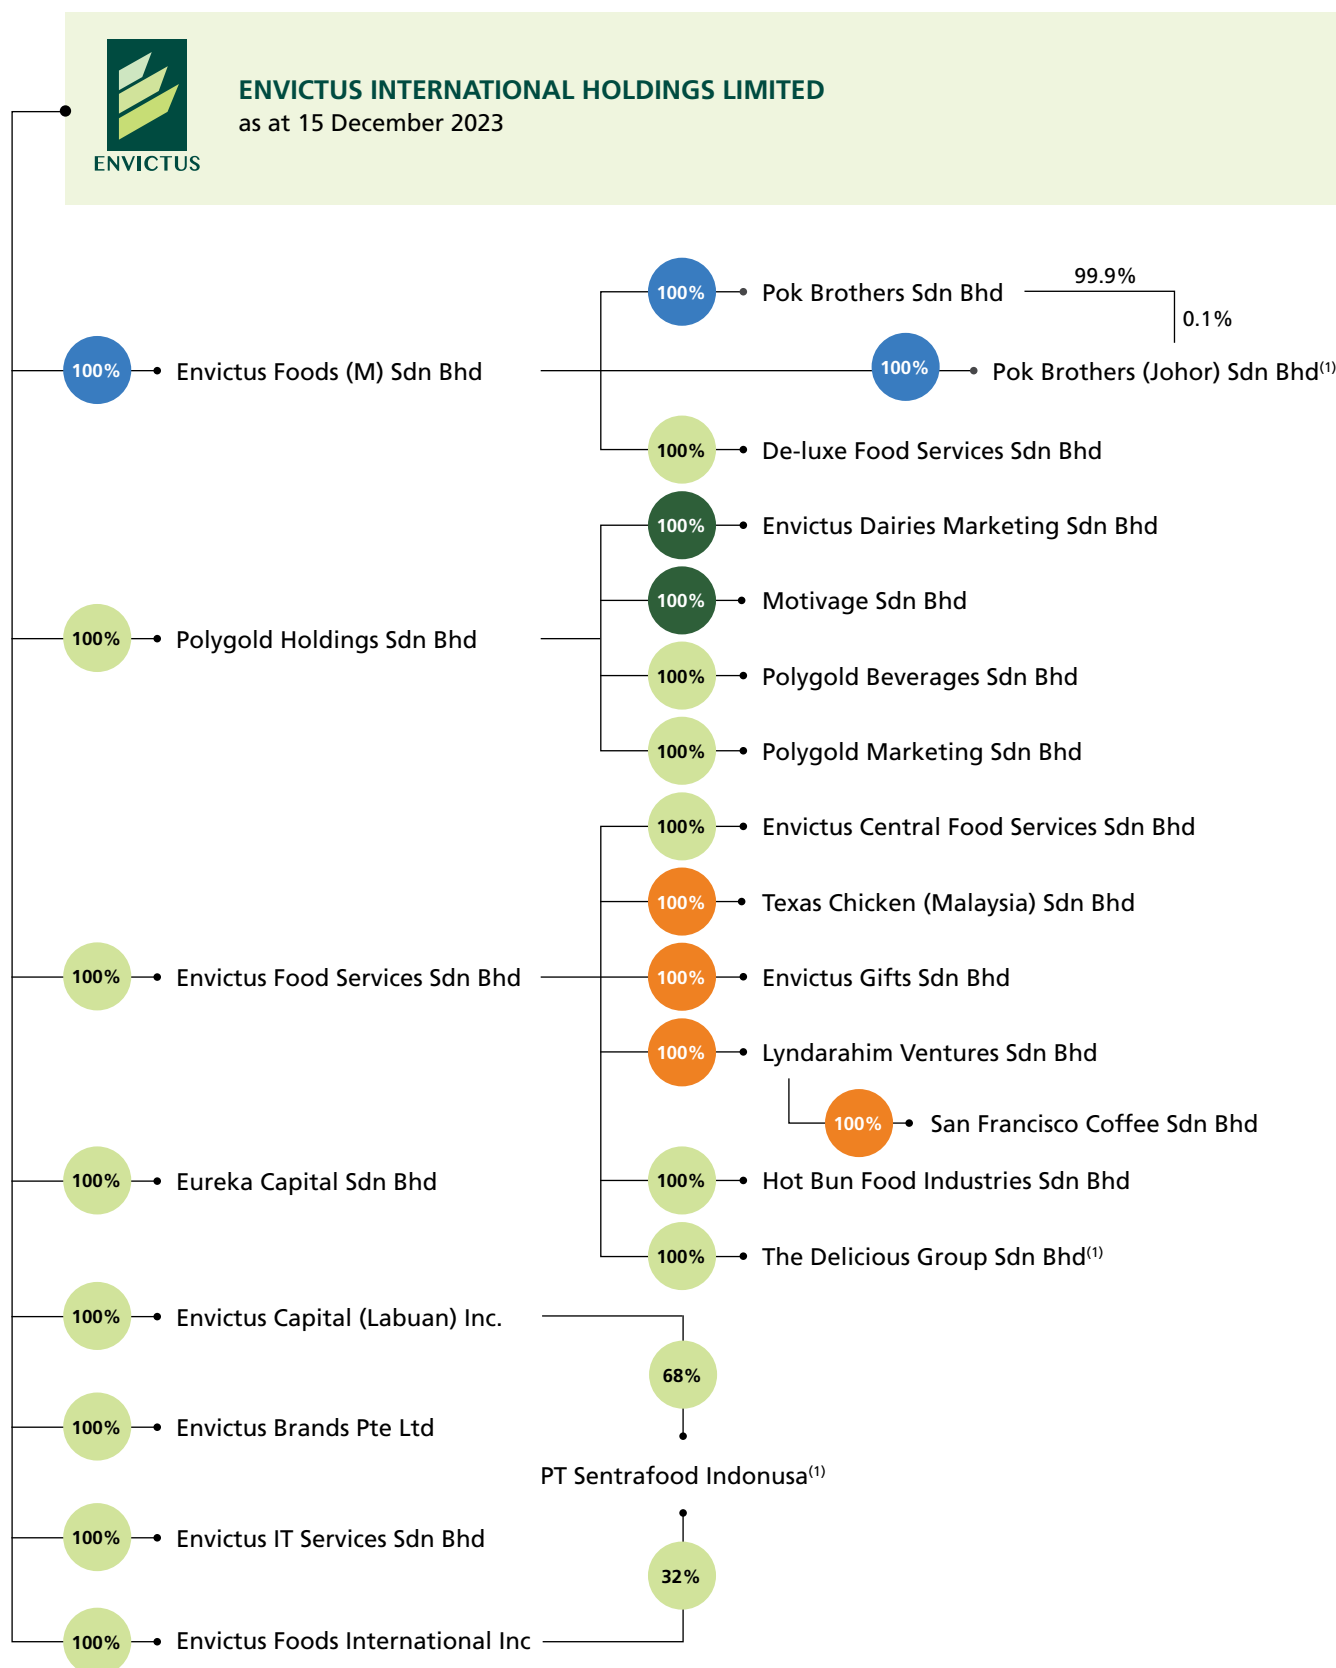 ENVICTUS
ENVICTUS INTERNATIONAL HOLDINGS LIMITED
as at 15 December 2023
100% Pok Brothers Sdn Bhd 99.9%
0.1%
100% Envictus Foods (M) Sdn Bhd 100% Pok Brothers (Johor) Sdn Bhd(1)
100% De-luxe Food Services Sdn Bhd
100% Envictus Dairies Marketing Sdn Bhd
100% Motivage Sdn Bhd
100% Polygold Holdings Sdn Bhd
100% Polygold Beverages Sdn Bhd
100% Polygold Marketing Sdn Bhd
100% Envictus Central Food Services Sdn Bhd
100% Texas Chicken (Malaysia) Sdn Bhd
100% Envictus Food Services Sdn Bhd 100% Envictus Gifts Sdn Bhd
100% Lyndarahim Ventures Sdn Bhd
100% San Francisco Coffee Sdn Bhd
100% Eureka Capital Sdn Bhd 100% Hot Bun Food Industries Sdn Bhd
100% The Delicious Group Sdn Bhd(1)
100% Envictus Capital (Labuan) Inc.
68%
100% Envictus Brands Pte Ltd
PT Sentrafood Indonusa(1)
100% Envictus IT Services Sdn Bhd
32%
100% Envictus Foods International Inc